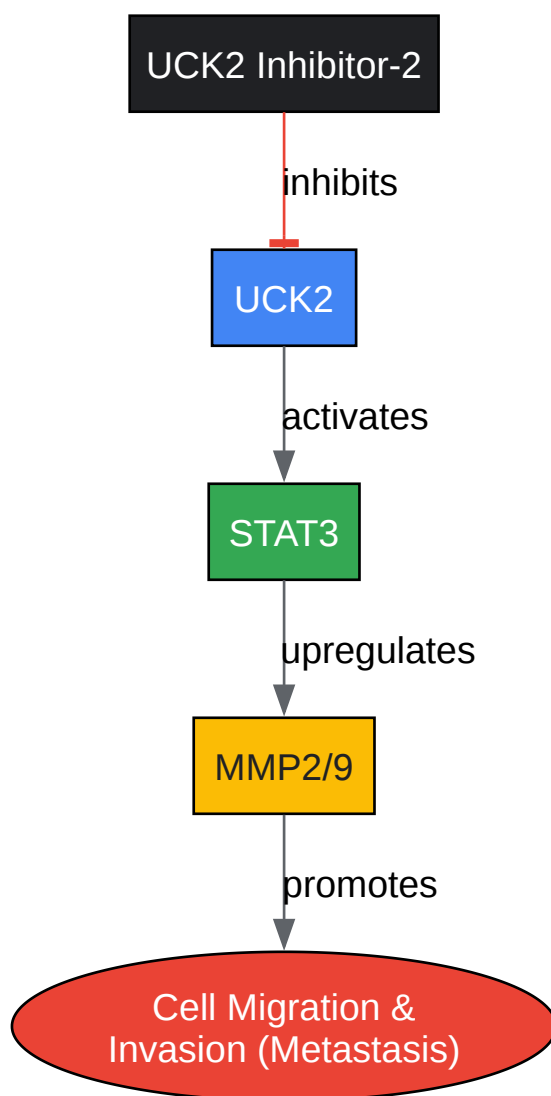 UCK2 Inhibitor-2
inhibits
UCK2
activates
STAT3
upregulates
MMP2/9
promotes
Cell Migration &
Invasion (Metastasis)